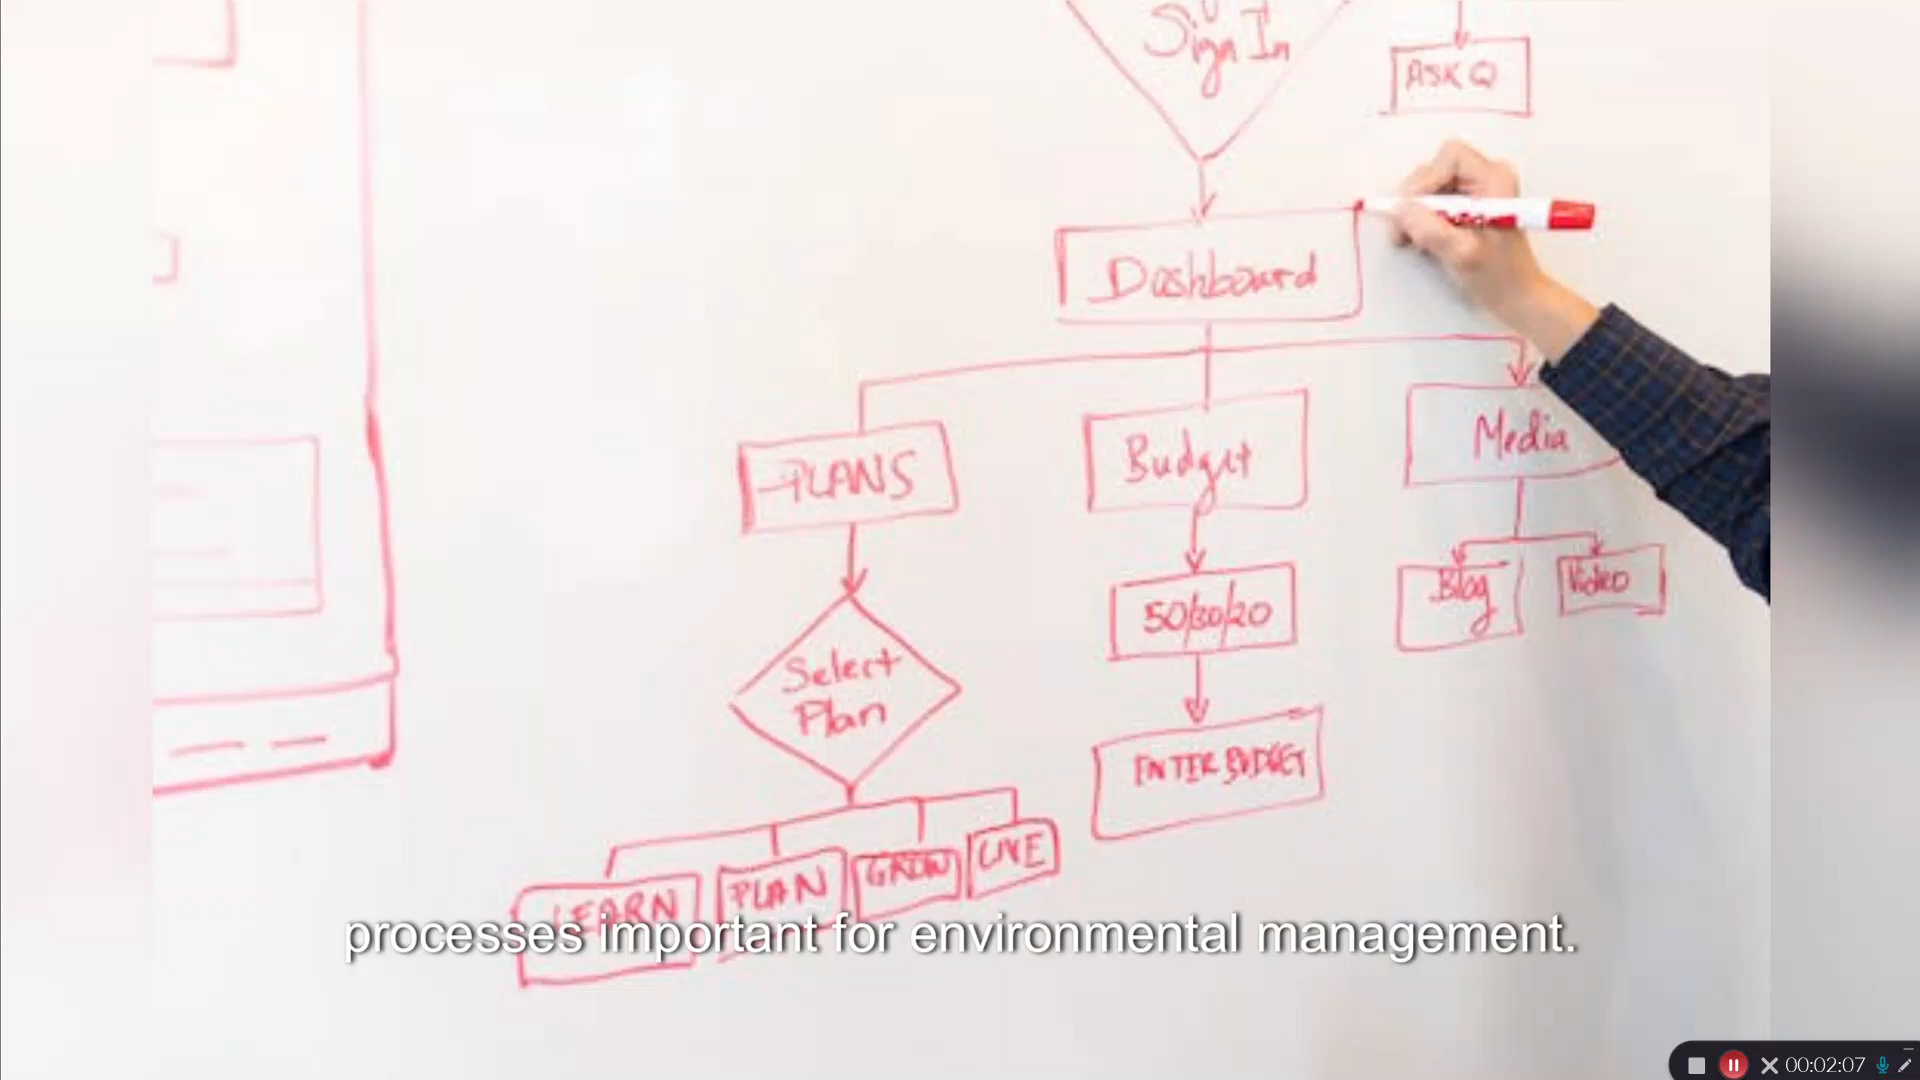 Sign In
ASK Q
Dashboard
PLANS
Budget
Media
Select
Plan
50/30/20
Blog
Video
ENTER BUDGET
LEARN
PLAN
GROW
LIVE
processes important for environmental management.
00:02:07